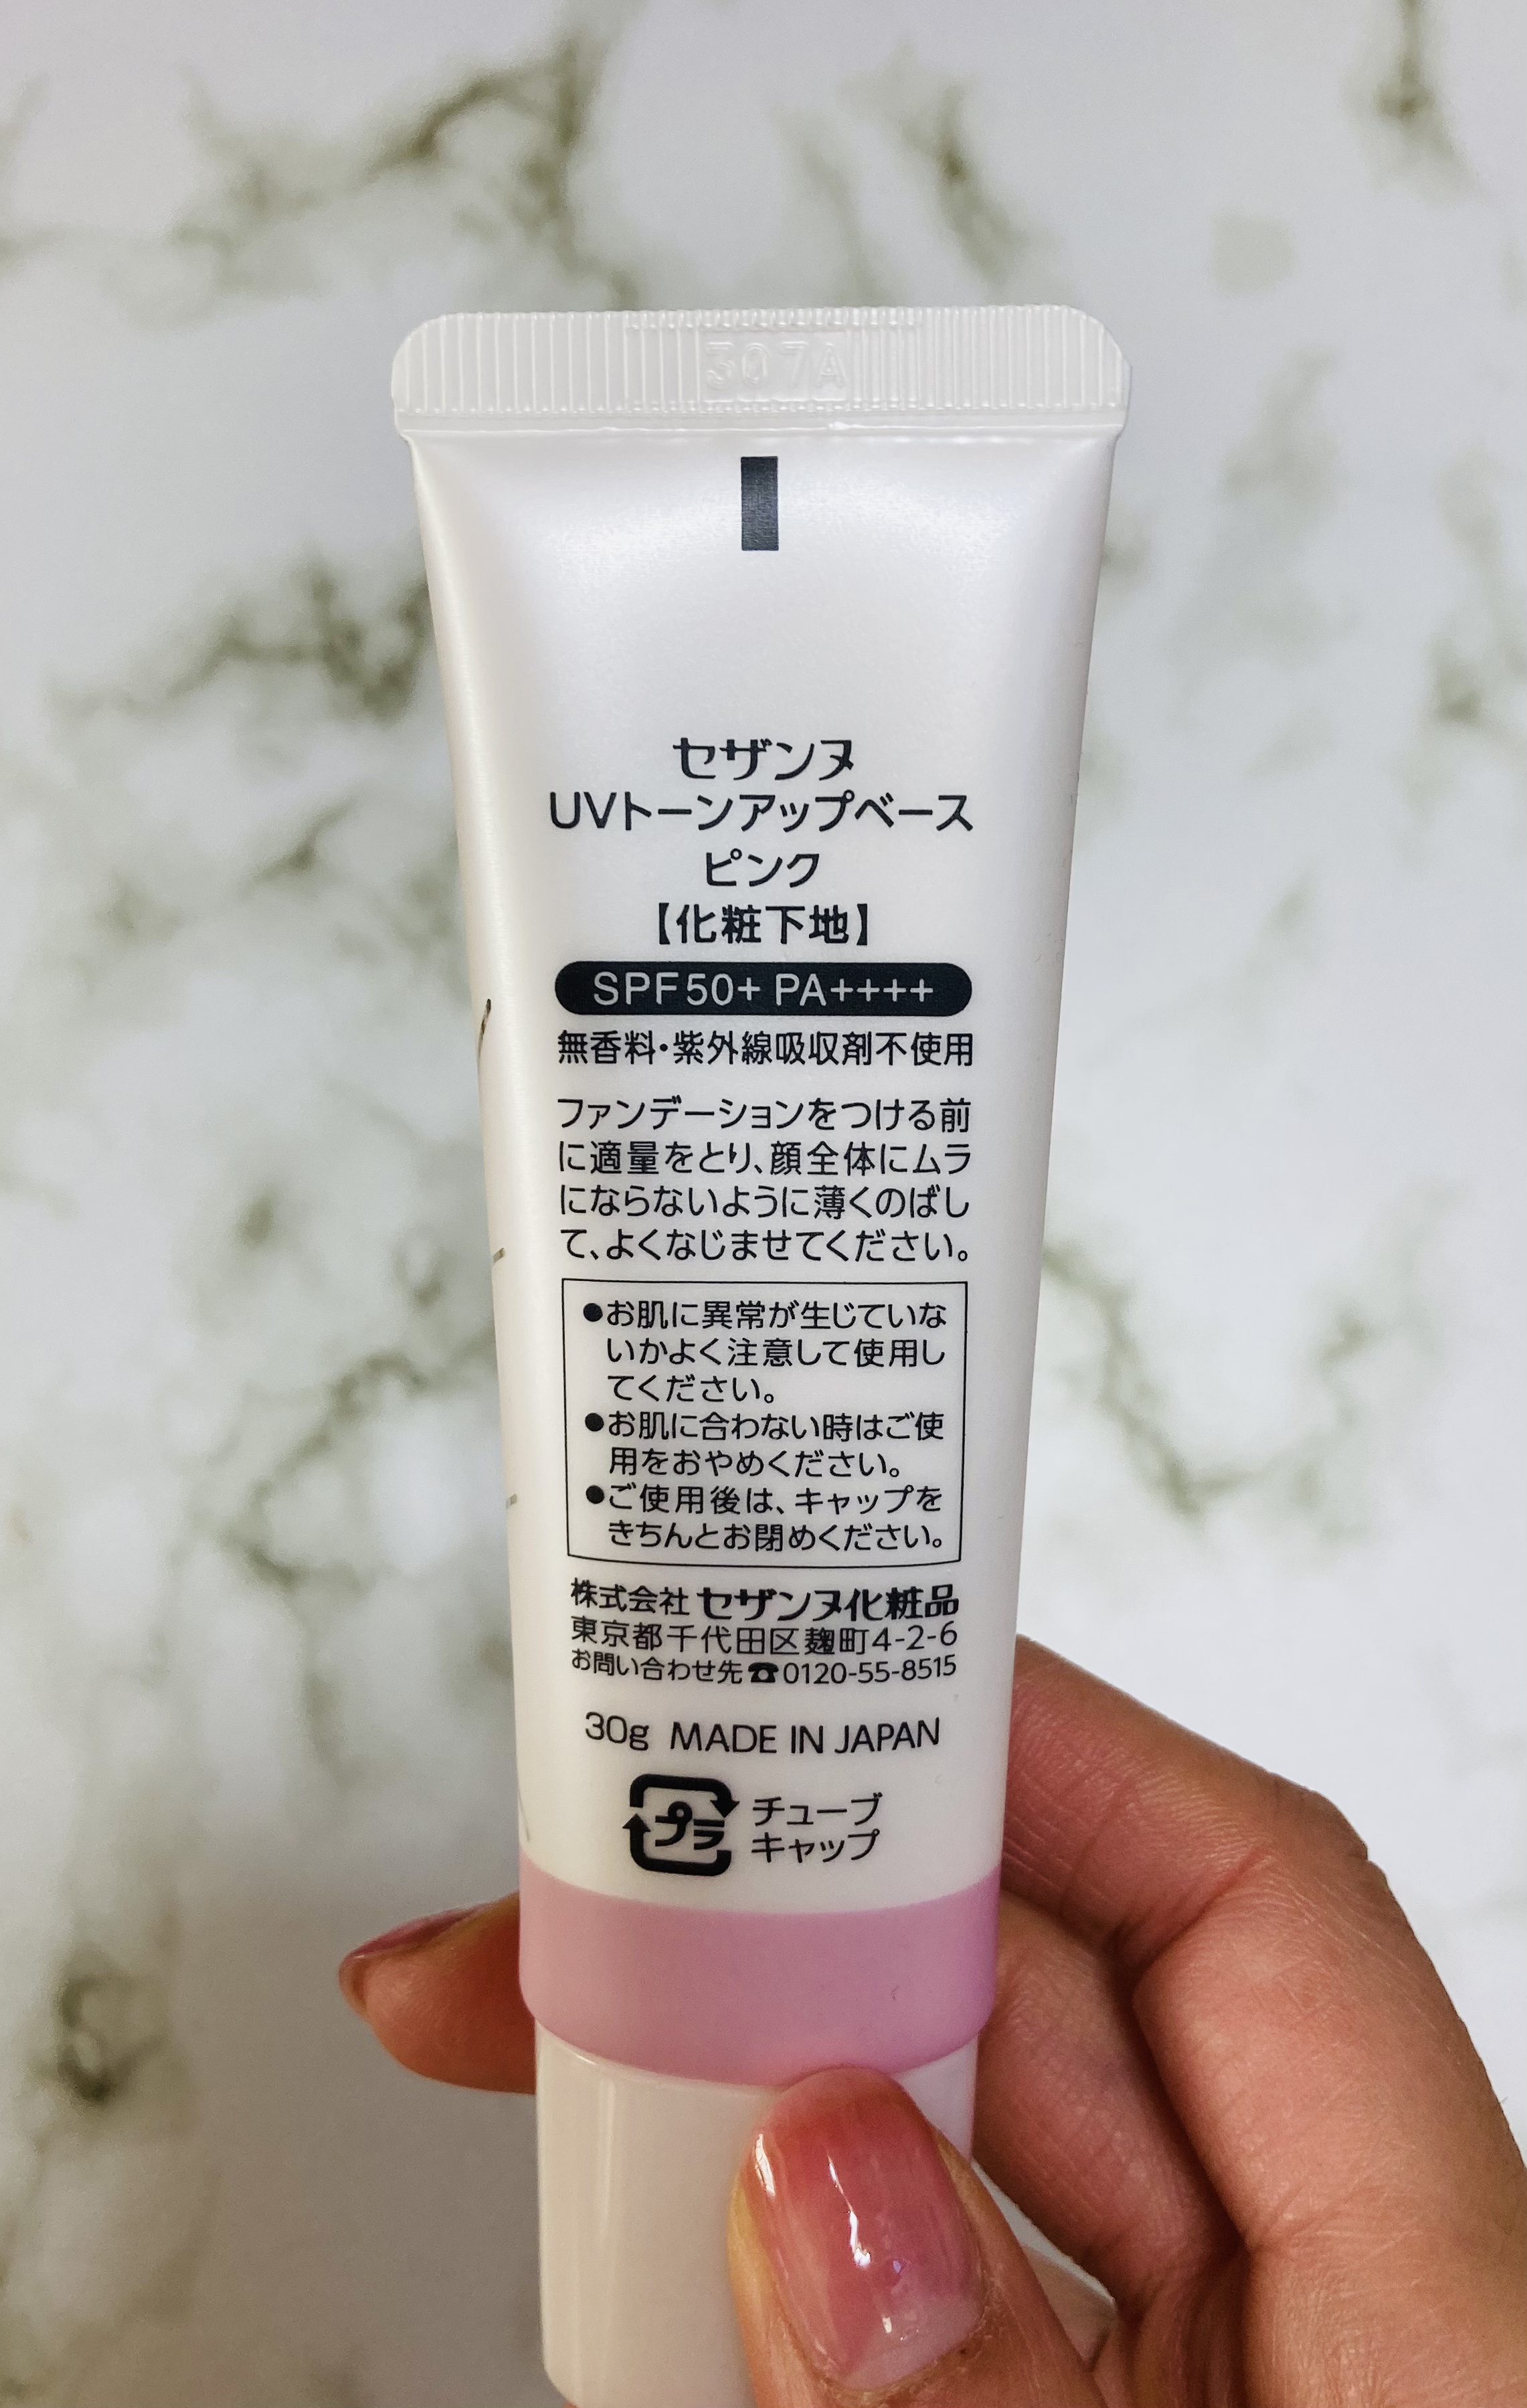 307A
セザンヌ
UVトーンアップベース
ピンク
【化粧下地】
SPF50+ PA++++
無香料・紫外線吸収剤不使用
ファンデーションをつける前
に適量をとり、顔全体にムラ
にならないように薄くのばし
て、よくなじませてください。
●お肌に異常が生じていな
いかよく注意して使用し
てください。
●お肌に合わない時はご使
用をおやめください。
●ご使用後は、キャップを
きちんとお閉めください。
株式会社 セザンヌ化粧品
東京都千代田区麹町4-2-6
お問い合わせ先☎0120-55-8515
30g MADE IN JAPAN
プラ チューブ
キャップ